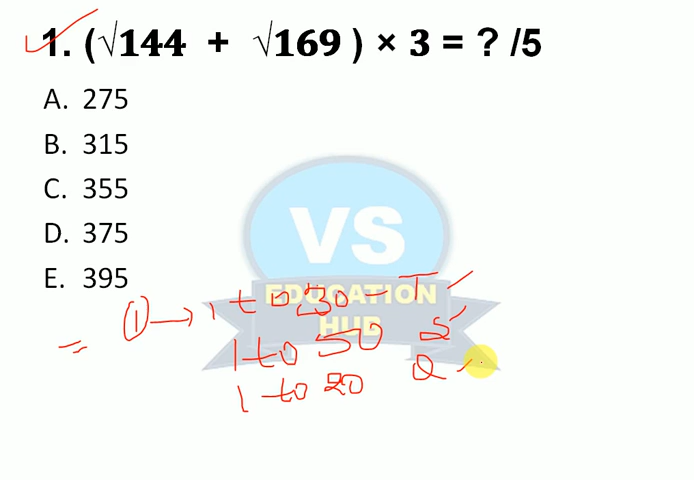 1. (√144 + √169 ) × 3 = ? /5
A. 275
B. 315
C. 355
D. 375
E. 395
VS
EDUCATION
HUB
= ① → 1 to 30 - T
1 to 50 S
1 to 20 Q